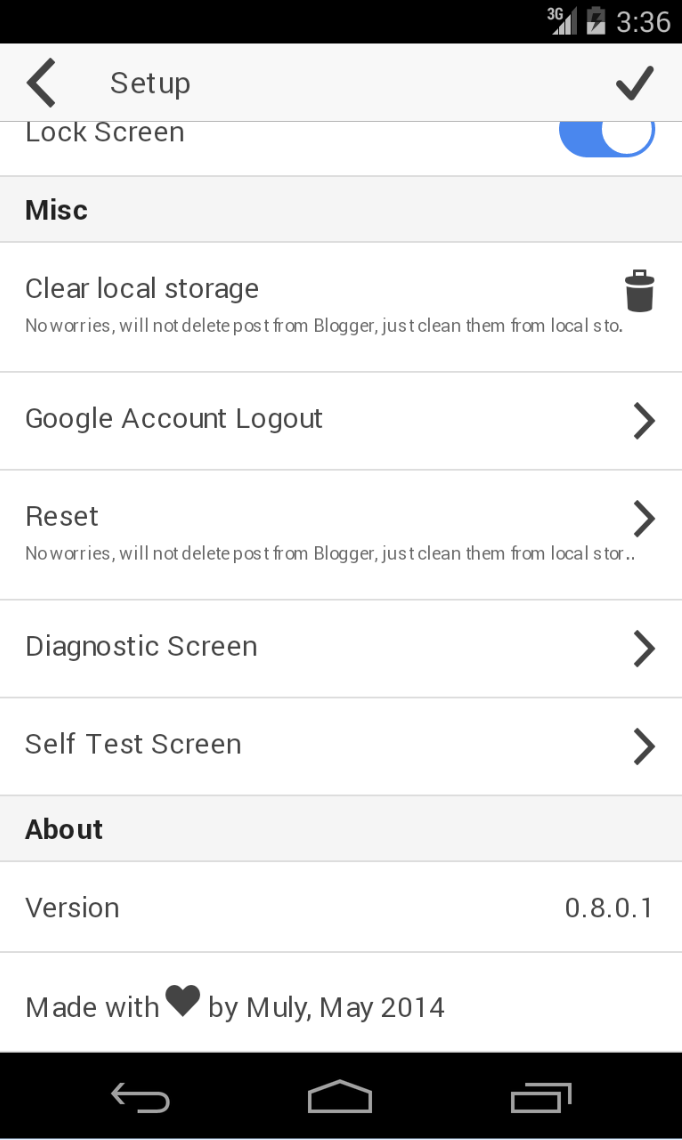 3G 3:36
Setup
Lock Screen
Misc
Clear local storage
No worries, will not delete post from Blogger, just clean them from local sto.
Google Account Logout
Reset
No worries, will not delete post from Blogger, just clean them from local stor..
Diagnostic Screen
Self Test Screen
About
Version 0.8.0.1
Made with by Muly, May 2014